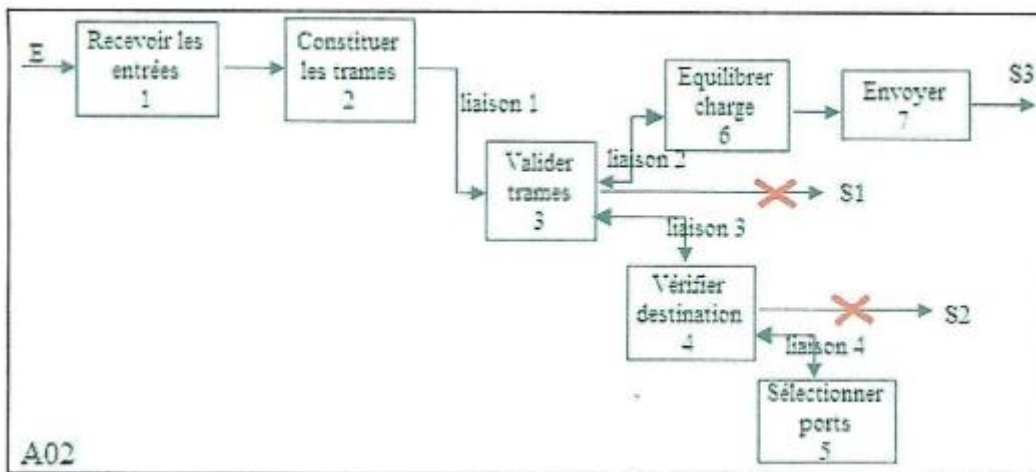 E
Recevoir les
entrées
1
Constituer
les trames
2
liaison 1
Valider
trames
3
liaison 2
Equilibrer
charge
6
Envoyer
7
S3
S1
liaison 3
Vérifier
destination
4
S2
liaison 4
Sélectionner
ports
5
A02